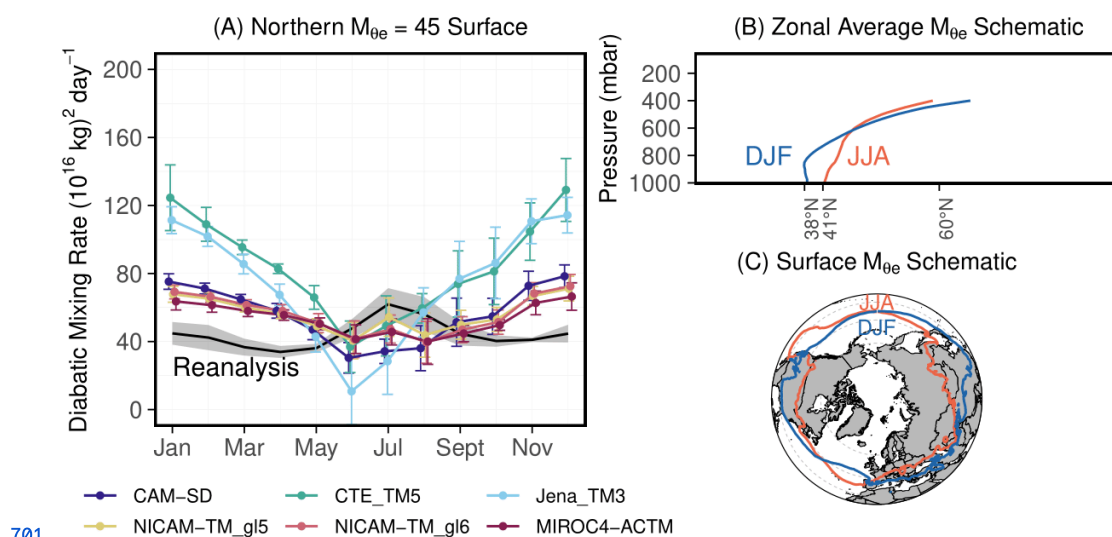 (A) Northern Mθe = 45 Surface
Diabatic Mixing Rate (10^16 kg)^2 day^−1
200
160
120
80
40
0
Reanalysis
Jan
Mar
May
Jul
Sept
Nov
CAM−SD
CTE_TM5
Jena_TM3
NICAM−TM_gl5
NICAM−TM_gl6
MIROC4−ACTM
(B) Zonal Average Mθe Schematic
Pressure (mbar)
200
400
600
800
1000
DJF
JJA
38°N
41°N
60°N
(C) Surface Mθe Schematic
JJA
DJF
701